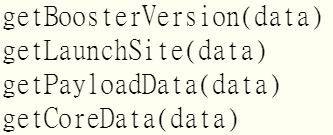 getBoosterVersion(data)
getLaunchSite(data)
getPayloadData(data)
getCoreData(data)